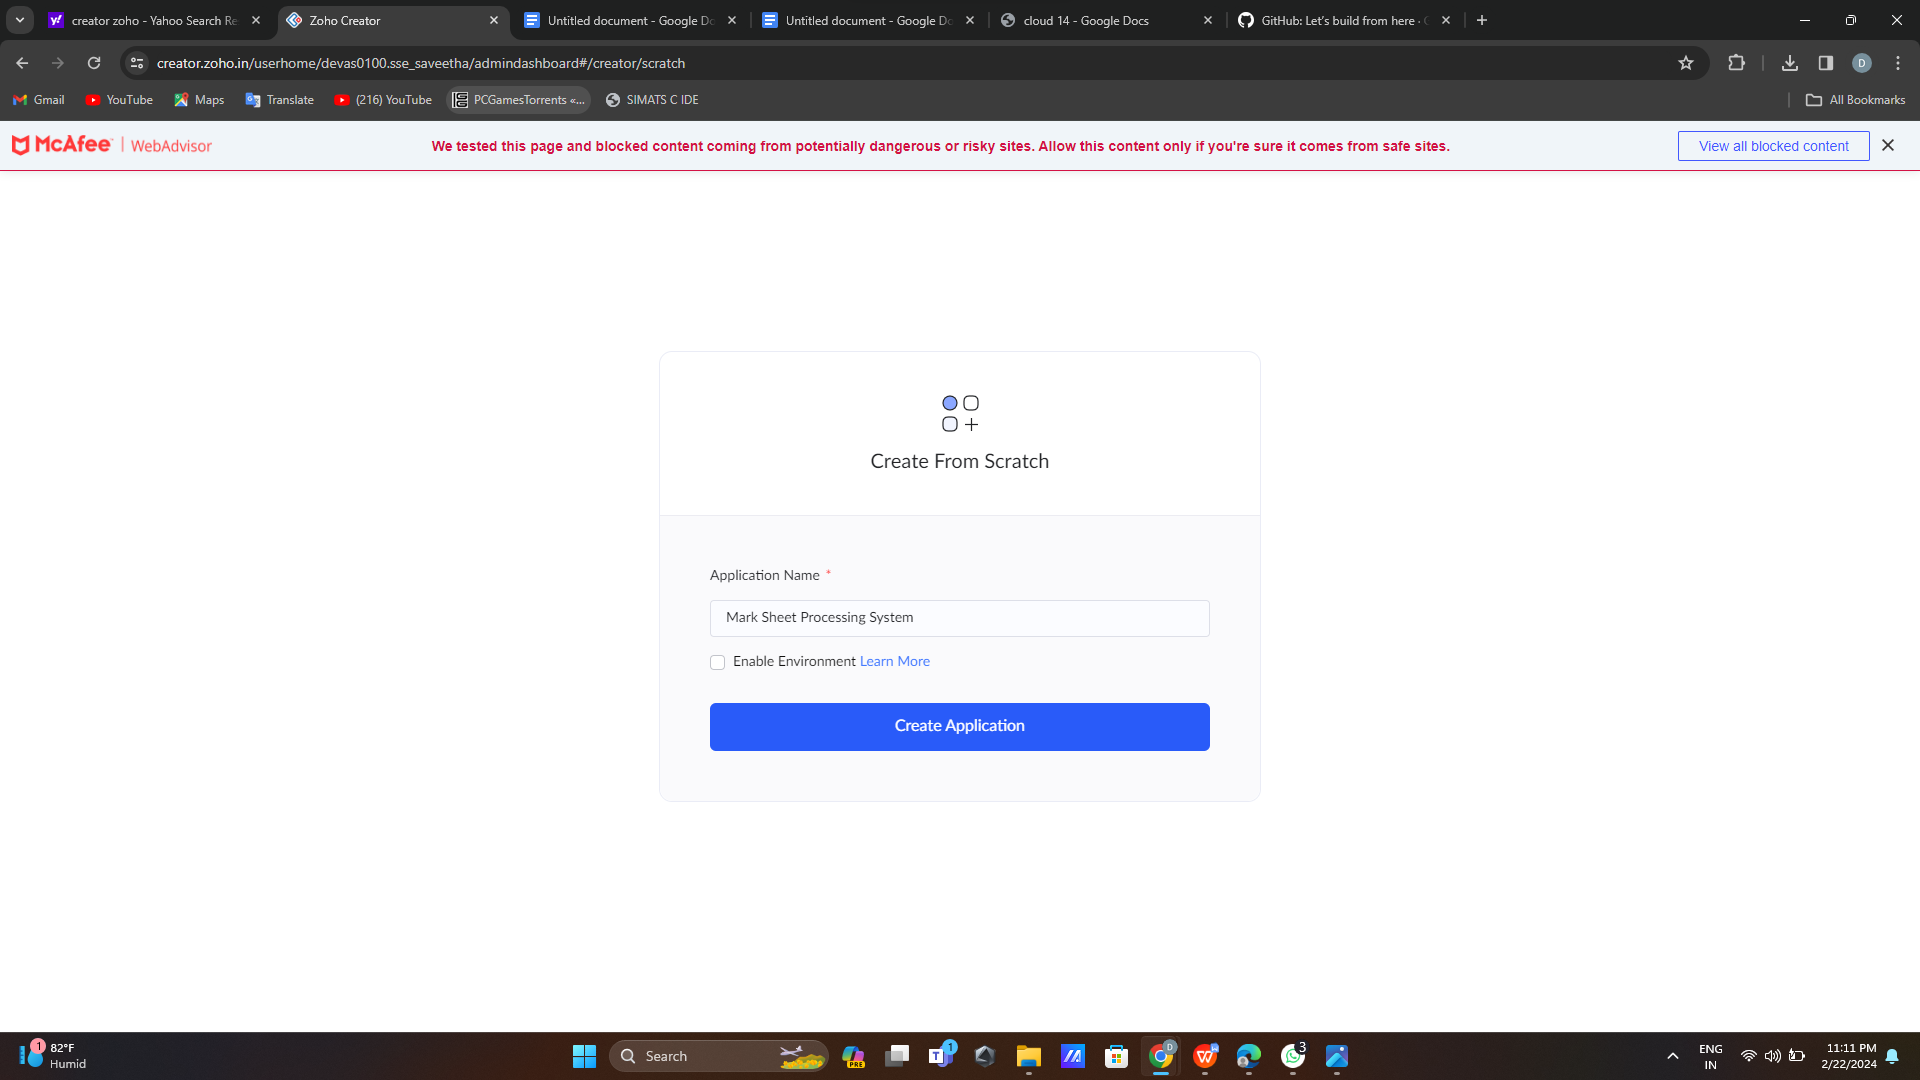 creator zoho - Yahoo Search Re
Zoho Creator
Untitled document - Google Do
Untitled document - Google Do
cloud 14 - Google Docs
GitHub: Let's build from here ·
creator.zoho.in/userhome/devas0100.sse_saveetha/admindashboard#/creator/scratch
D
Gmail
YouTube
Maps
Translate
(216) YouTube
PCGamesTorrents «...
SIMATS C IDE
All Bookmarks
McAfee | WebAdvisor
We tested this page and blocked content coming from potentially dangerous or risky sites. Allow this content only if you're sure it comes from safe sites.
View all blocked content
Create From Scratch
Application Name *
Mark Sheet Processing System
Enable Environment Learn More
Create Application
1
82°F
Humid
Search
PRE
1
D
3
ENG
IN
11:11 PM
2/22/2024